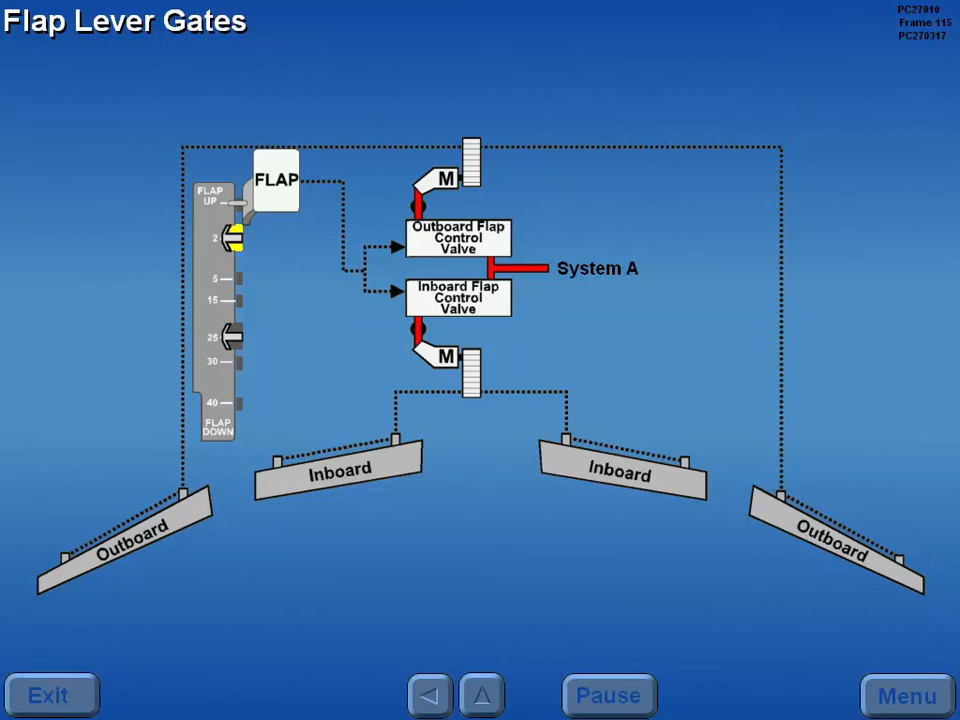 Flap Lever Gates
PC27010
Frame 115
PC270317
FLAP
FLAP
UP
2
5
15
25
30
40
FLAP
DOWN
M
Outboard Flap
Control
Valve
System A
Inboard Flap
Control
Valve
M
Inboard
Inboard
Outboard
Outboard
Exit
Pause
Menu